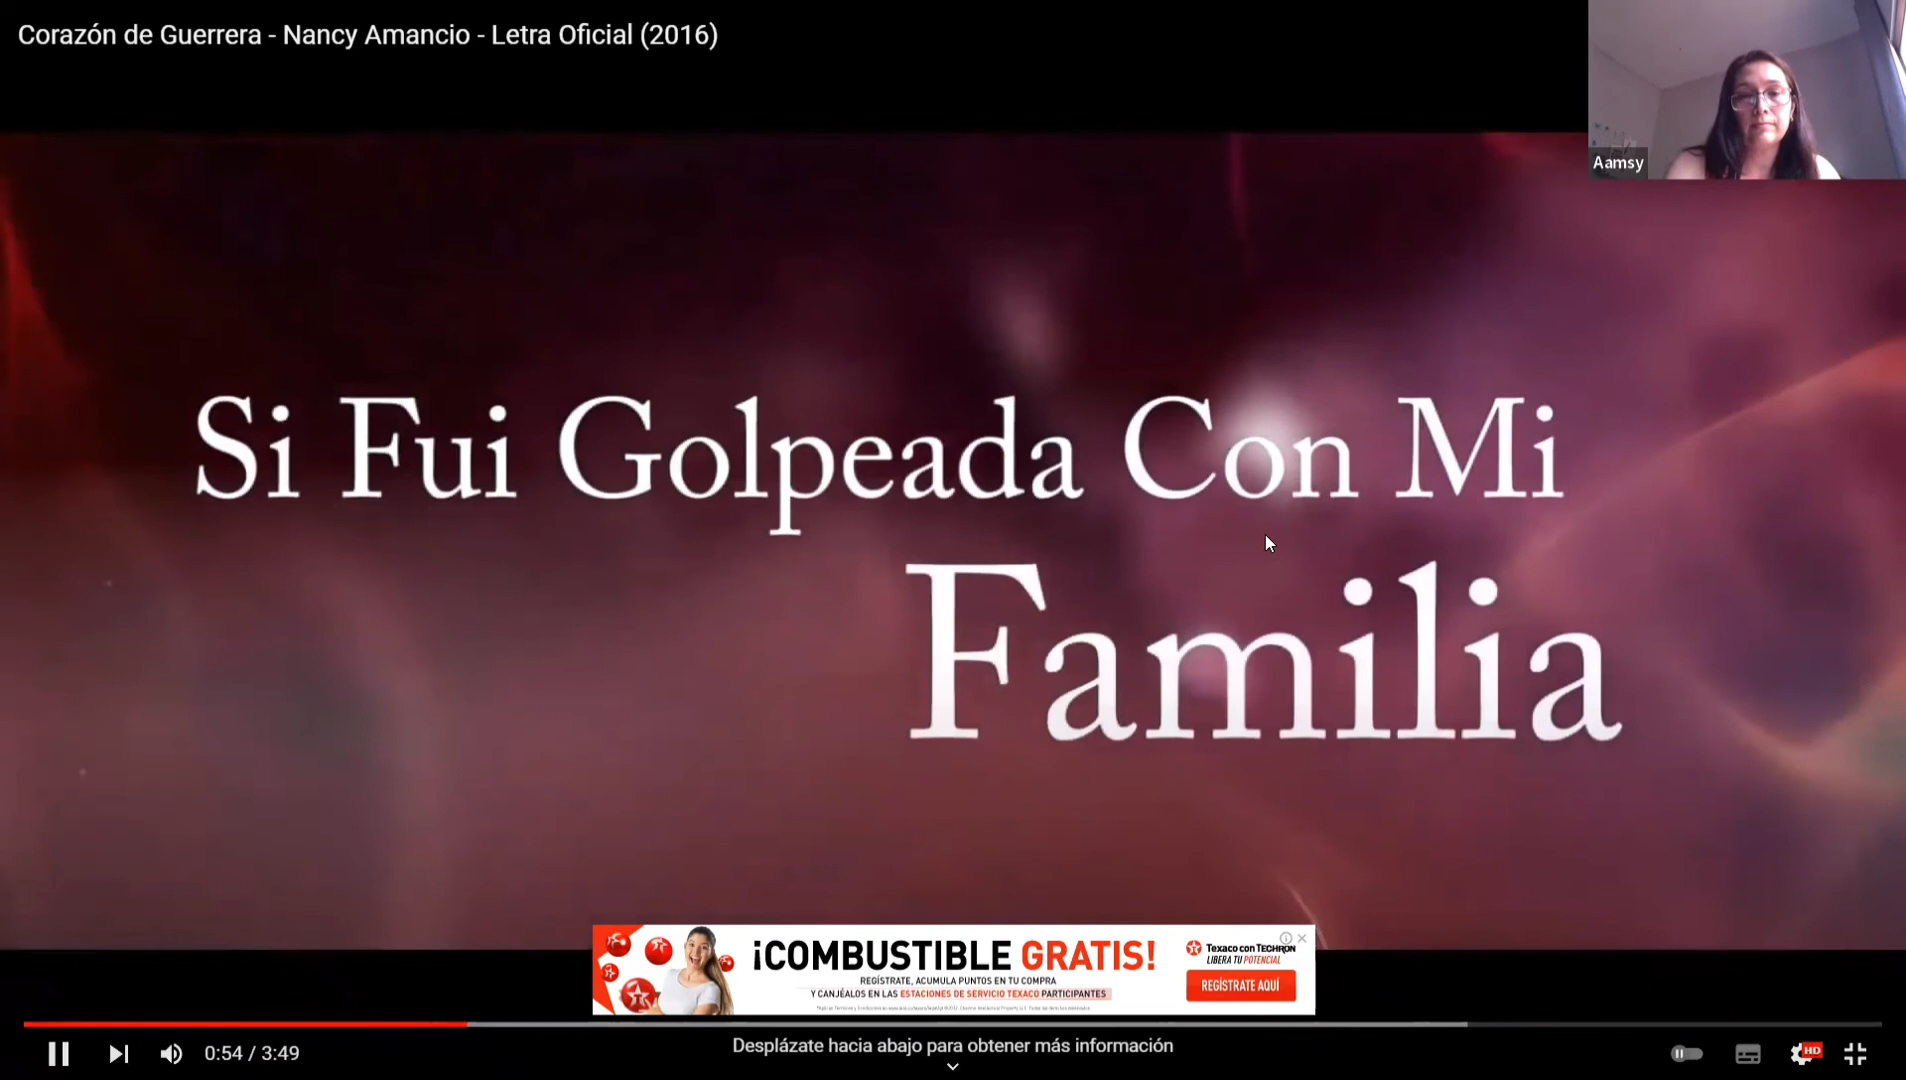 Corazón de Guerrera - Nancy Amancio - Letra Oficial (2016)
Aamsy
Si Fui Golpeada Con Mi
Familia
¡COMBUSTIBLE GRATIS!
REGÍSTRATE, ACUMULA PUNTOS EN TU COMPRA
Y CANJÉALOS EN LAS ESTACIONES DE SERVICIO TEXACO PARTICIPANTES
Texaco con TECHRON
LIBERA TU POTENCIAL
REGÍSTRATE AQUÍ
0:54 / 3:49
Desplázate hacia abajo para obtener más información
HD